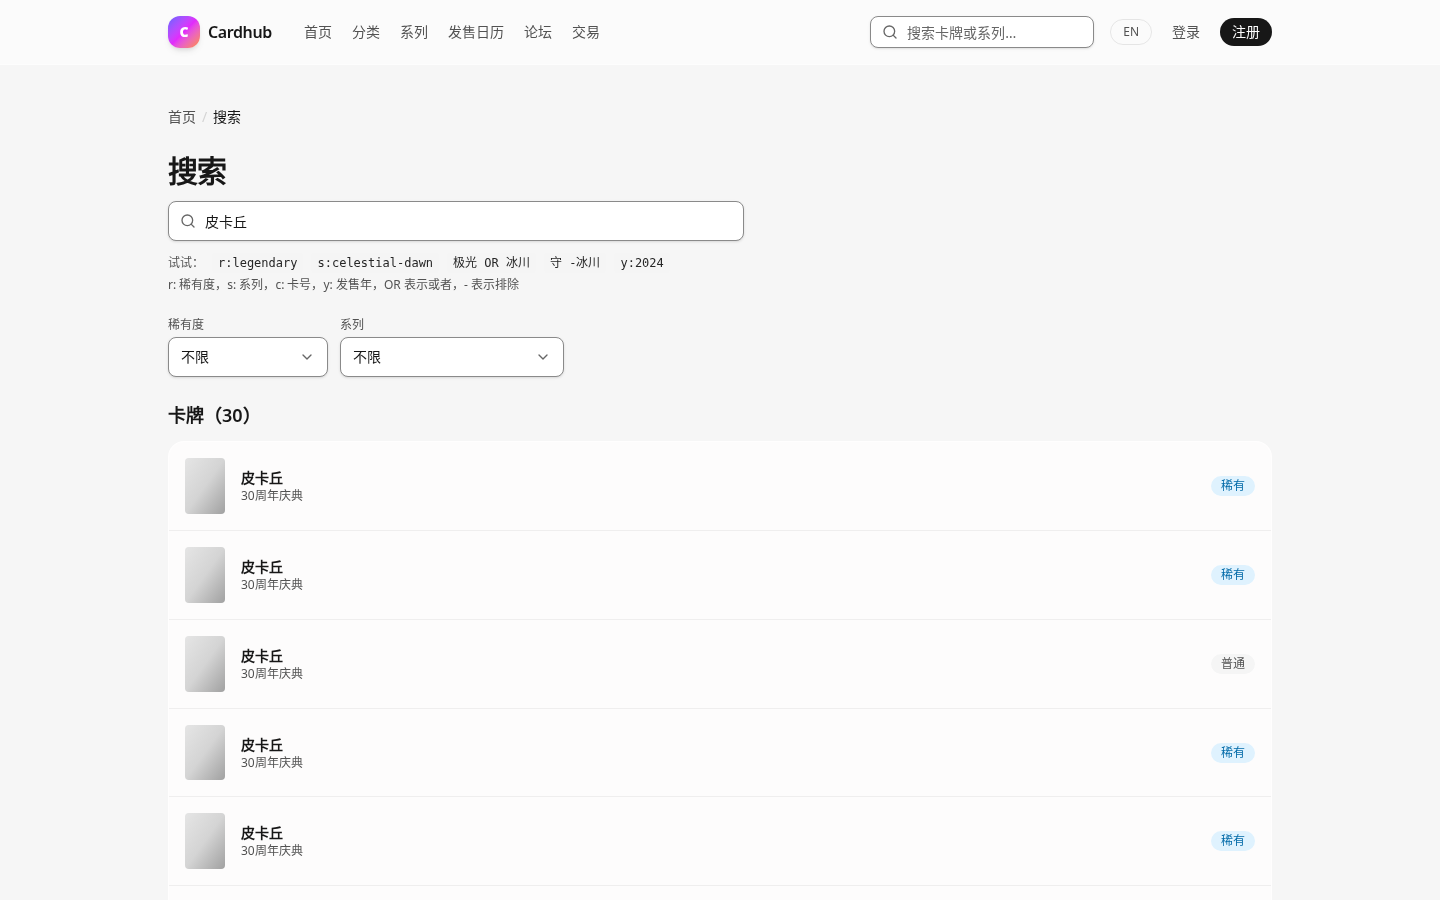 C Cardhub 首页 分类 系列 发售日历 论坛 交易 搜索卡牌或系列... EN 登录 注册
首页 / 搜索
搜索
皮卡丘
试试： r:legendary s:celestial-dawn 极光 OR 冰川 守 -冰川 y:2024
r: 稀有度，s: 系列，c: 卡号，y: 发售年，OR 表示或者，- 表示排除
稀有度 系列
不限 不限
卡牌（30）
皮卡丘
30周年庆典
稀有
皮卡丘
30周年庆典
稀有
皮卡丘
30周年庆典
普通
皮卡丘
30周年庆典
稀有
皮卡丘
30周年庆典
稀有